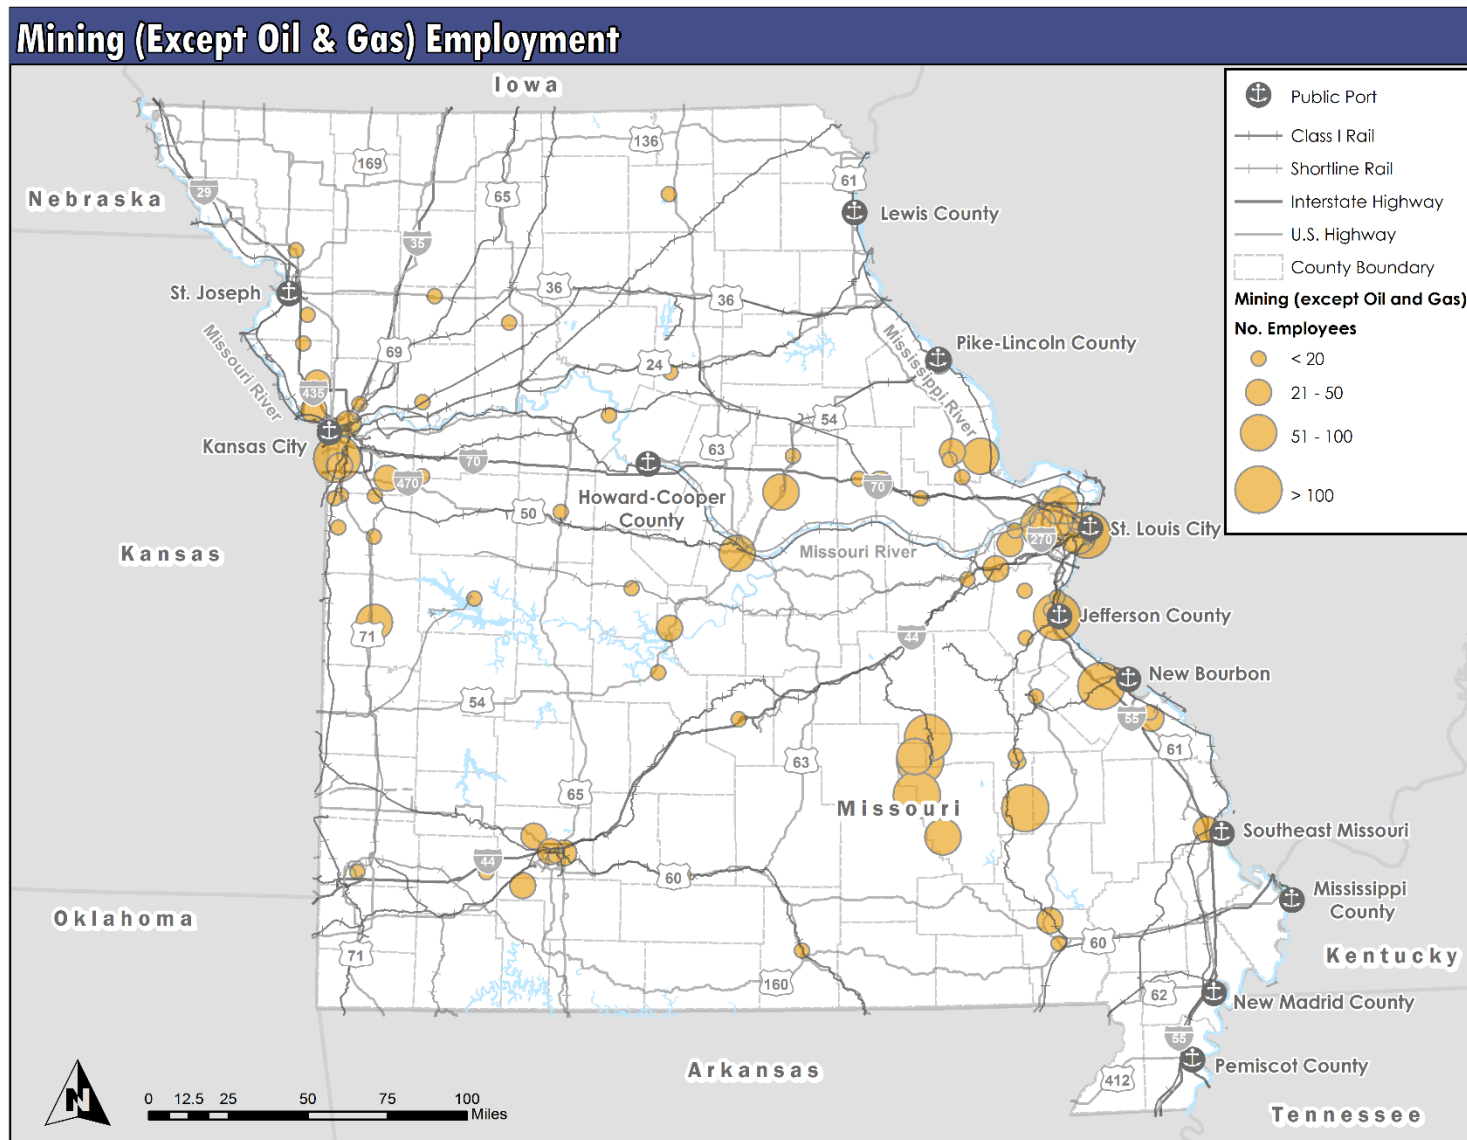 Mining (Except Oil & Gas) Employment
Iowa
Public Port
Class I Rail
Shortline Rail
Interstate Highway
U.S. Highway
County Boundary
Mining (except Oil and Gas)
No. Employees
< 20
21 - 50
51 - 100
> 100
136
169
61
29
65
Nebraska
Lewis County
35
St. Joseph
36
36
Missouri River
69
24
Mississippi River
Pike-Lincoln County
435
54
Kansas City
63
70
470
70
Howard-Cooper
County
50
St. Louis City
270
Missouri River
Kansas
71
44
Jefferson County
New Bourbon
54
55
61
63
65
Missouri
Southeast Missouri
44
60
Mississippi
County
Oklahoma
60
71
Kentucky
160
62
New Madrid County
55
Arkansas
Pemiscot County
412
N
0 12.5 25 50 75 100
Miles
Tennessee